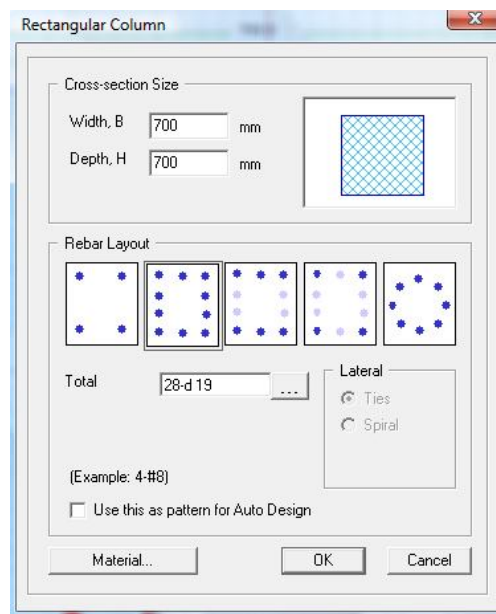 Rectangular Column
Cross-section Size
Width, B 700 mm
Depth, H 700 mm
Rebar Layout
Total 28-d 19 ...
Lateral
Ties
Spiral
(Example: 4-#8)
Use this as pattern for Auto Design
Material... OK Cancel